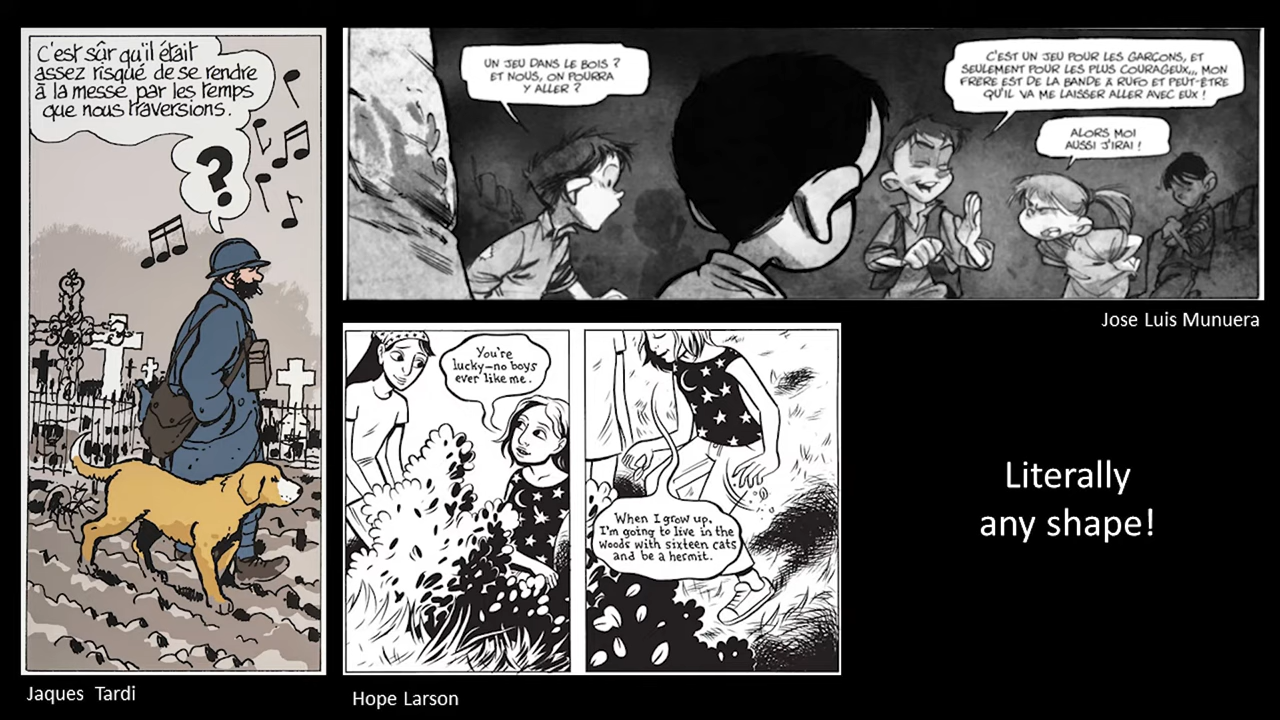 C'est sûr qu'il était
assez risqué de se rendre
à la messe par les temps
que nous traversions.
?
Jaques Tardi
UN JEU DANS LE BOIS ?
ET NOUS, ON POURRA
Y ALLER ?
C'EST UN JEU POUR LES GARÇONS, ET
SEULEMENT POUR LES PLUS COURAGEUX... MON
FRÈRE EST DE LA BANDE À RUFO ET PEUT-ÊTRE
QU'IL VA ME LAISSER ALLER AVEC EUX !
ALORS MOI
AUSSI J'IRAI !
Jose Luis Munuera
You're
lucky—no boys
ever like me.
When I grow up,
I'm going to live in the
woods with sixteen cats
and be a hermit.
Hope Larson
Literally
any shape!